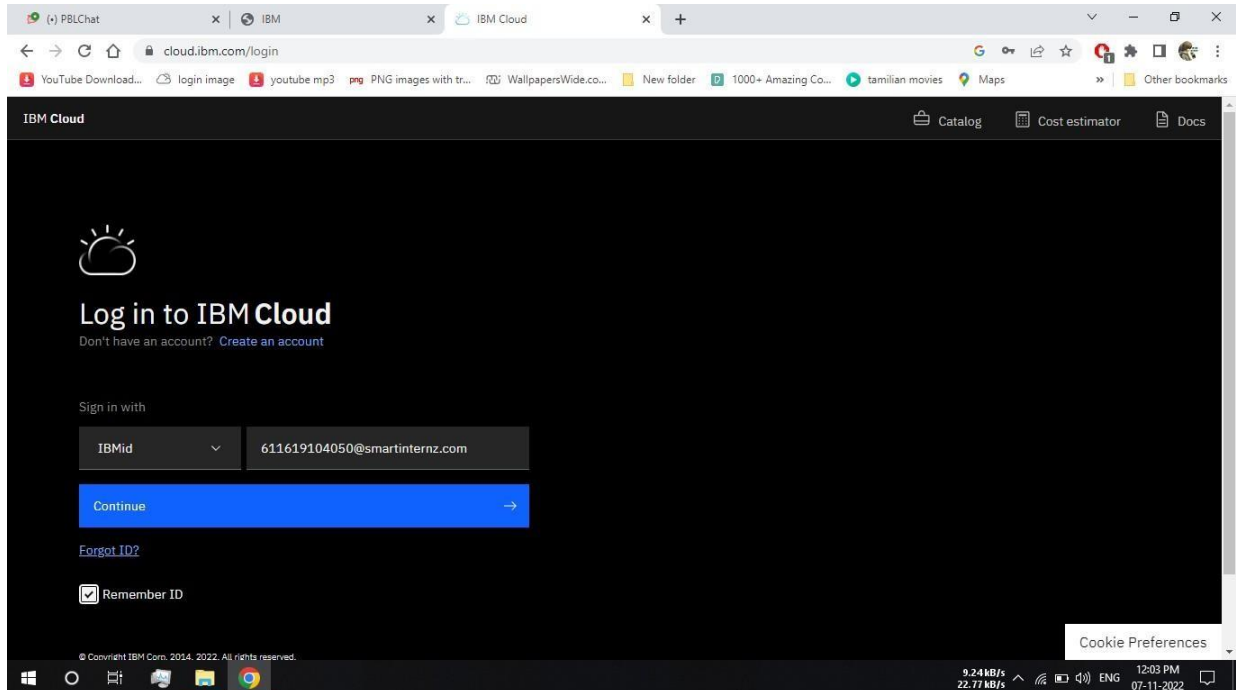 (•) PBLChat
IBM
IBM Cloud
cloud.ibm.com/login
YouTube Download... login image youtube mp3 png PNG images with tr... WallpapersWide.co... New folder 1000+ Amazing Co... tamilian movies Maps » Other bookmarks
IBM Cloud Catalog Cost estimator Docs
Log in to IBM Cloud
Don't have an account? Create an account
Sign in with
IBMid 611619104050@smartinternz.com
Continue
Forgot ID?
Remember ID
Cookie Preferences
© Copyright IBM Corp. 2014, 2022. All rights reserved.
9.24 kB/s
22.77 kB/s
ENG
12:03 PM
07-11-2022